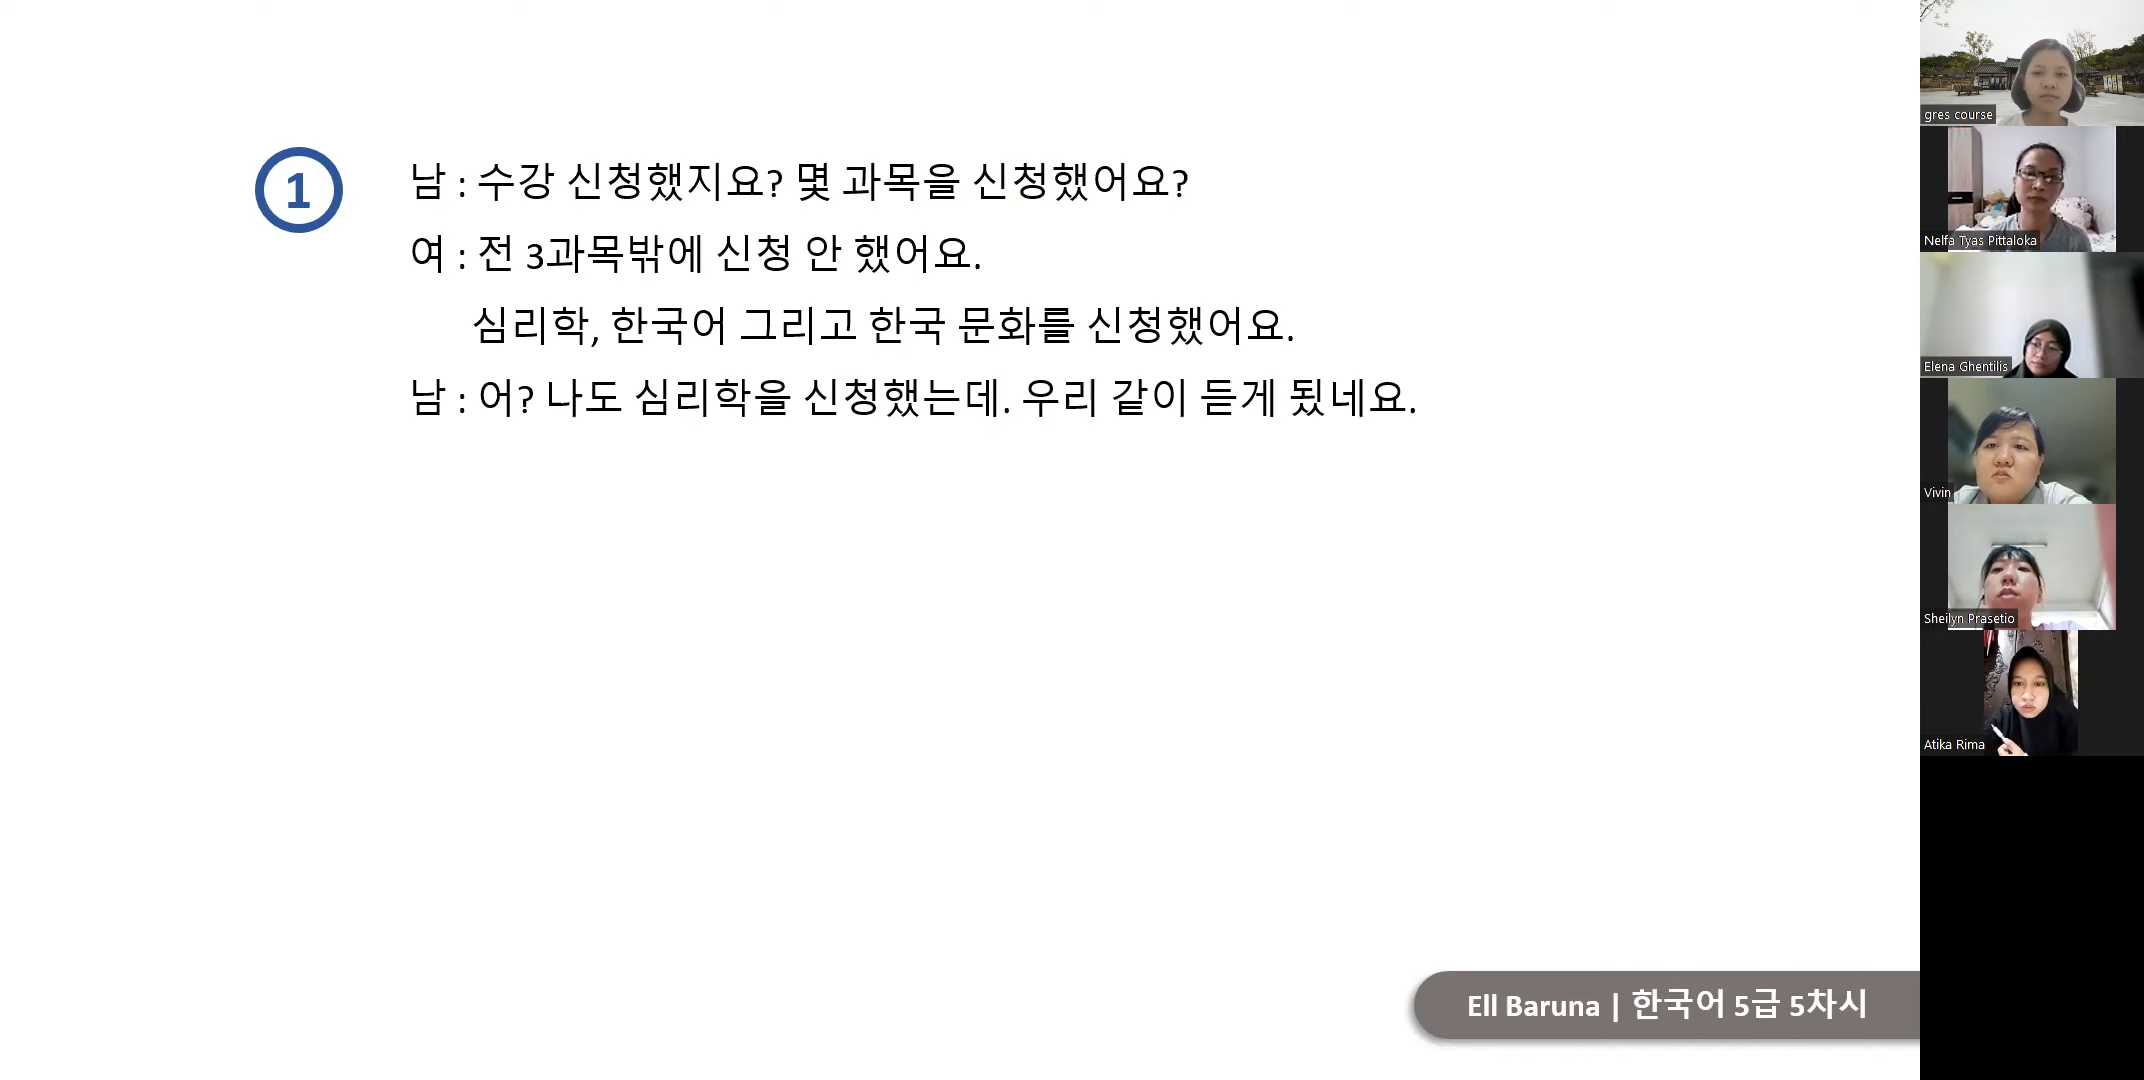 1
남 : 수강 신청했지요? 몇 과목을 신청했어요?
여 : 전 3과목밖에 신청 안 했어요.
심리학, 한국어 그리고 한국 문화를 신청했어요.
남 : 어? 나도 심리학을 신청했는데. 우리 같이 듣게 됬네요.
Ell Baruna | 한국어 5급 5차시
gres course
Nelfa Tyas Pittaloka
Elena Ghentilis
Vivin
Sheilyn Prasetio
Atika Rima